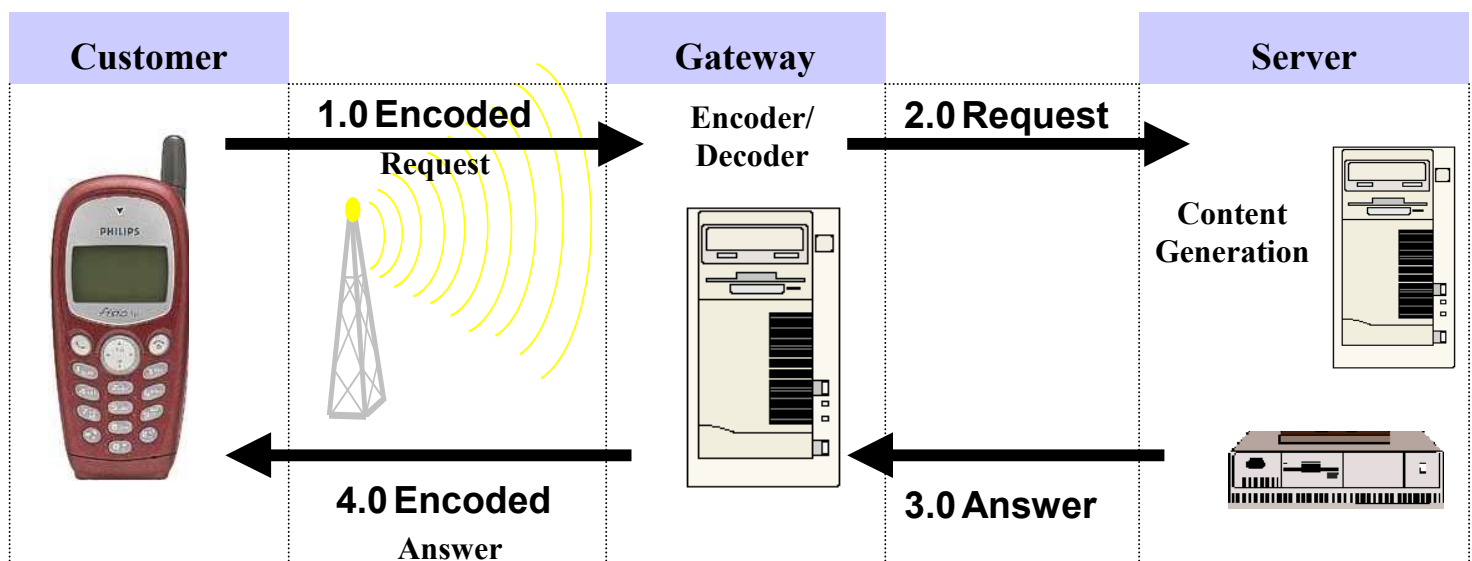 Customer
Gateway
Server
1.0 Encoded
Request
Encoder/
Decoder
2.0 Request
Content
Generation
PHILIPS
4.0 Encoded
Answer
3.0 Answer